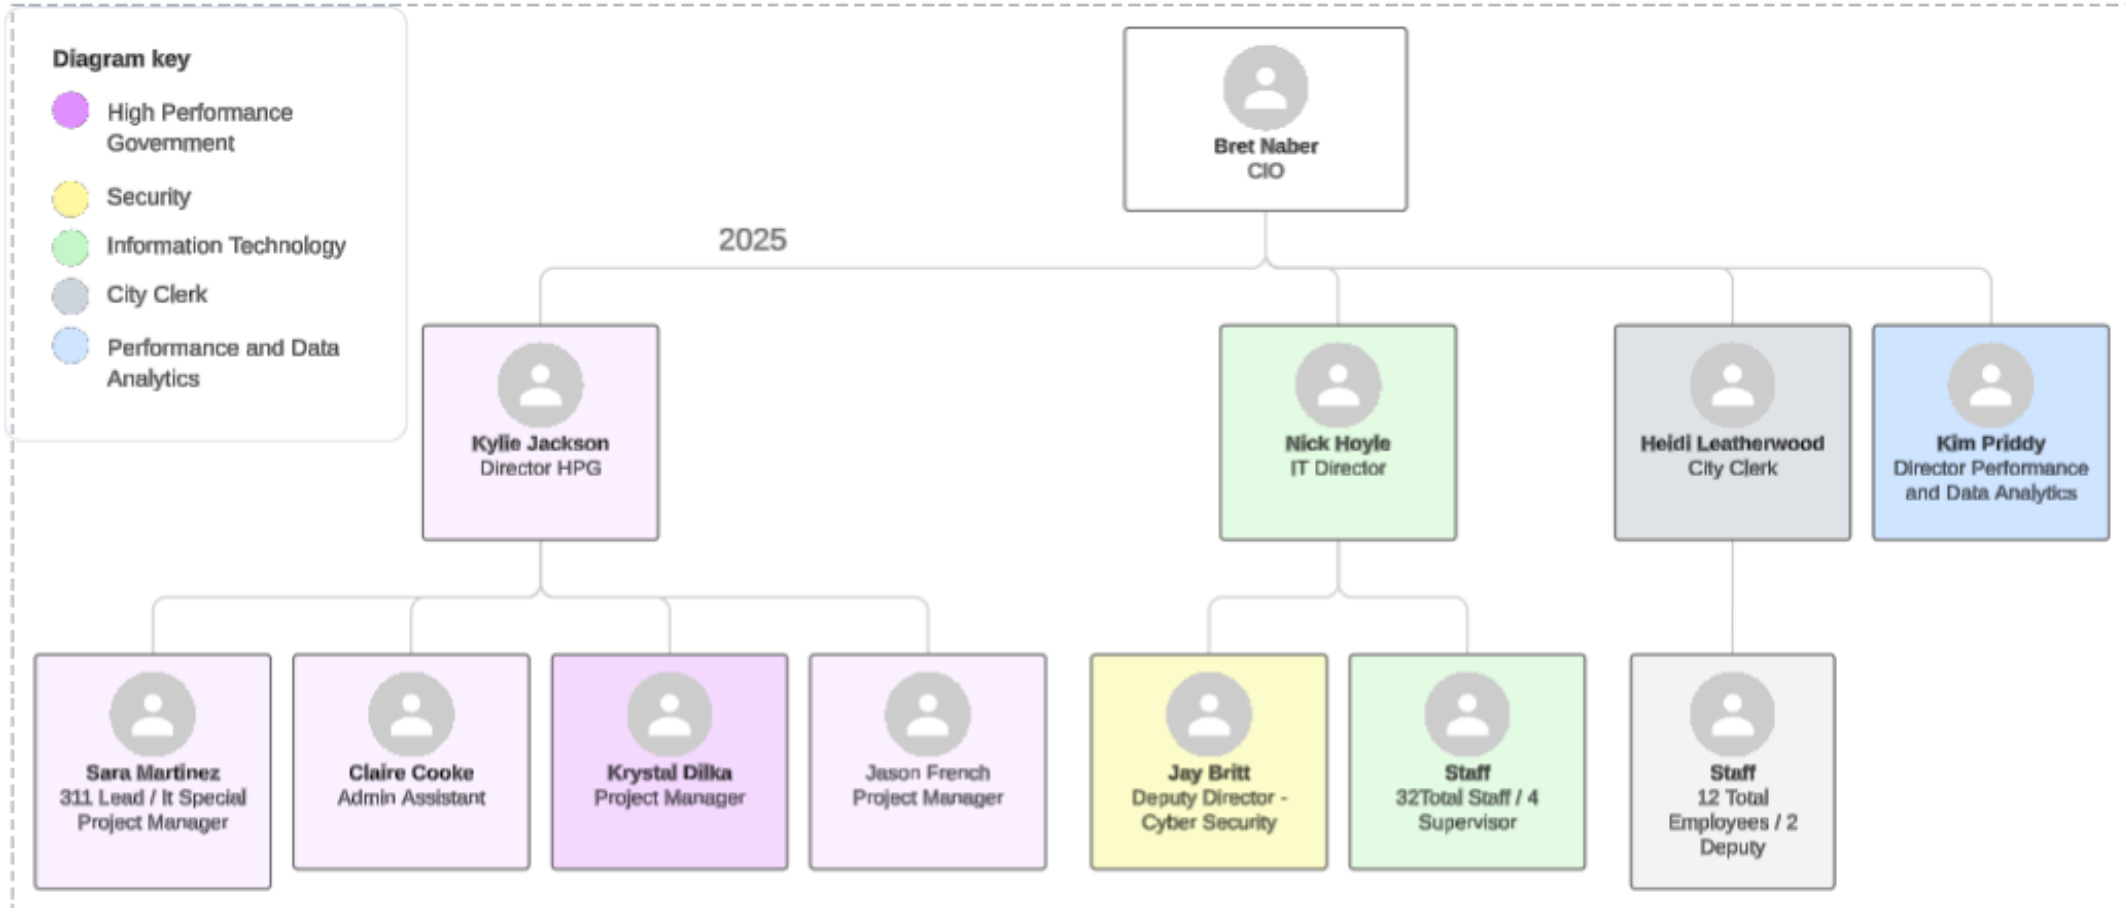 Diagram key
High Performance
Government
Security
Information Technology
City Clerk
Performance and Data
Analytics
2025
Bret Naber
CIO
Kylie Jackson
Director HPG
Nick Hoyle
IT Director
Heidi Leatherwood
City Clerk
Kim Priddy
Director Performance
and Data Analytics
Sara Martinez
311 Lead / It Special
Project Manager
Claire Cooke
Admin Assistant
Krystal Dilka
Project Manager
Jason French
Project Manager
Jay Britt
Deputy Director -
Cyber Security
Staff
32Total Staff / 4
Supervisor
Staff
12 Total
Employees / 2
Deputy